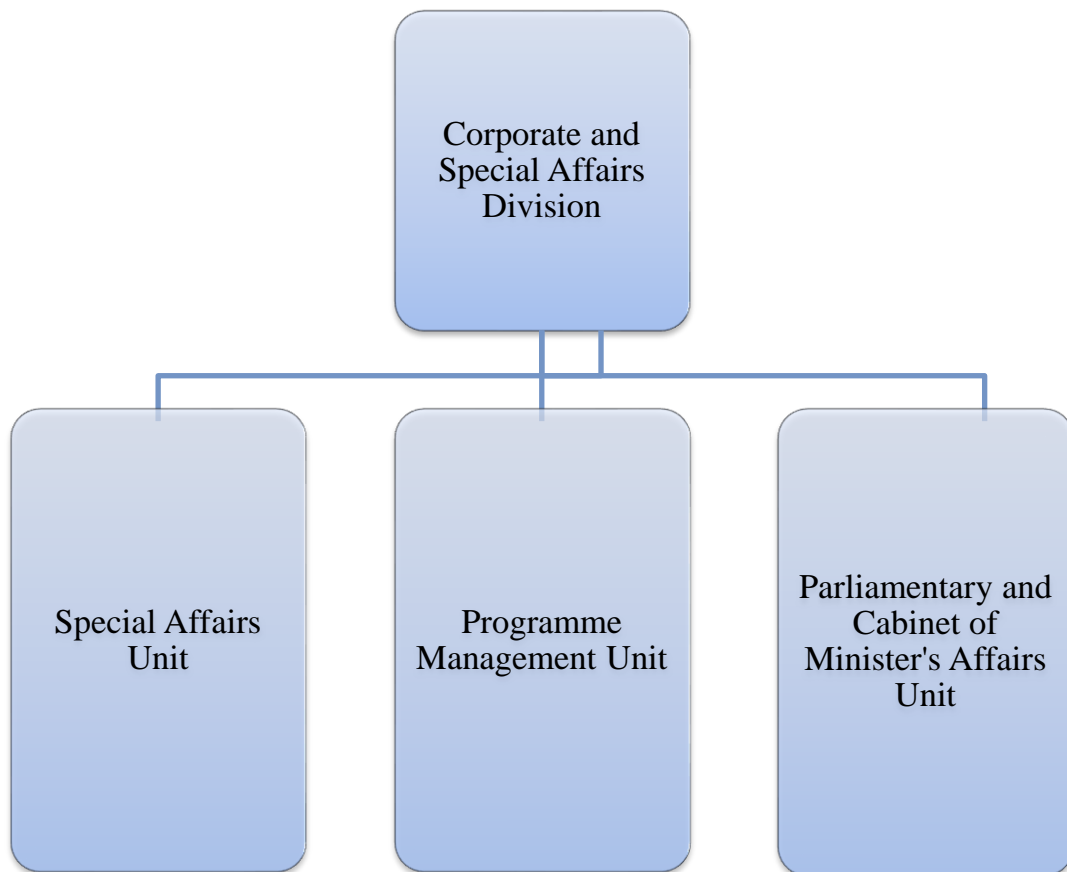 Corporate and
Special Affairs
Division
Special Affairs
Unit
Programme
Management Unit
Parliamentary and
Cabinet of
Minister's Affairs
Unit